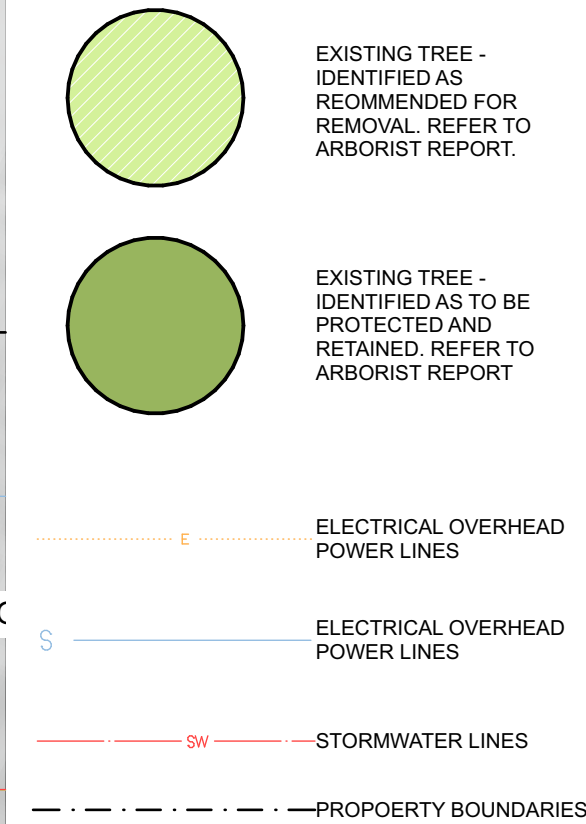 EXISTING TREE -
IDENTIFIED AS
REOMMENDED FOR
REMOVAL. REFER TO
ARBORIST REPORT.
EXISTING TREE -
IDENTIFIED AS TO BE
PROTECTED AND
RETAINED. REFER TO
ARBORIST REPORT
E
ELECTRICAL OVERHEAD
POWER LINES
S
ELECTRICAL OVERHEAD
POWER LINES
SW
STORMWATER LINES
PROPOERTY BOUNDARIES